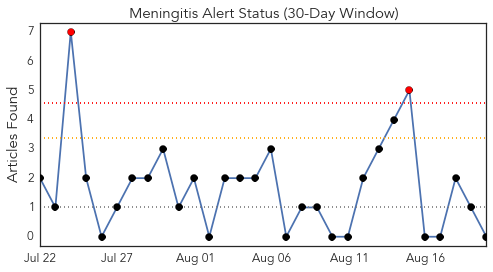 Meningitis Alert Status (30-Day Window)
Articles Found
7
6
5
4
3
2
1
0
Jul 22
Jul 27
Aug 01
Aug 06
Aug 11
Aug 16